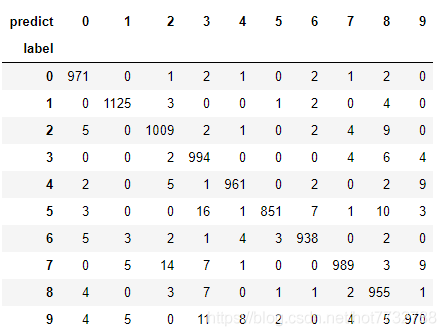 predict 0 1 2 3 4 5 6 7 8 9
label
0 971 0 1 2 1 0 2 1 2 0
1 0 1125 3 0 0 1 2 0 4 0
2 5 0 1009 2 1 0 2 4 9 0
3 0 0 2 994 0 0 0 4 6 4
4 2 0 5 1 961 0 2 0 2 9
5 3 0 0 16 1 851 7 1 10 3
6 5 3 2 1 4 3 938 0 2 0
7 0 5 14 7 1 0 0 989 3 9
8 4 0 3 7 0 1 1 2 955 1
9 4 5 0 11 8 2 0 4 5 970